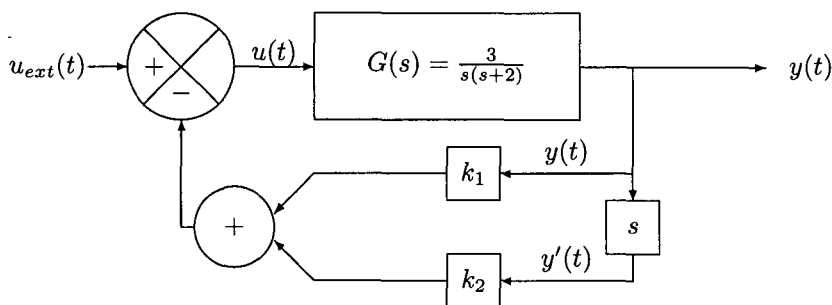 u_{ext}(t)
+
−
u(t)
G(s) = \frac{3}{s(s+2)}
y(t)
k_1
y(t)
+
s
k_2
y'(t)